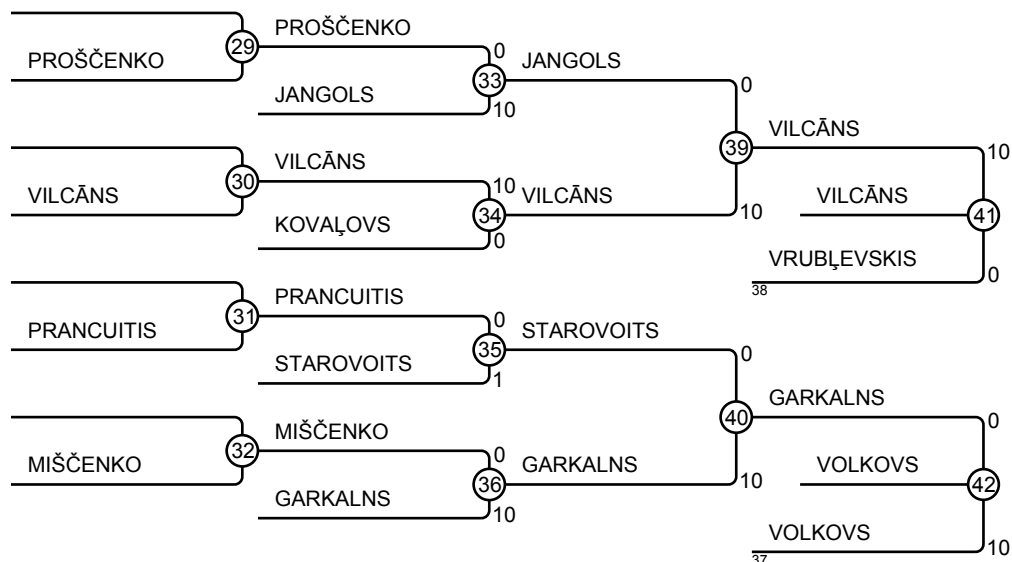 PROŠČENKO
29
PROŠČENKO
0
33
JANGOLS
10
JANGOLS
0
39
VILCĀNS
10
VILCĀNS
30
VILCĀNS
10
34
KOVAĻOVS
0
VILCĀNS
10
VILCĀNS
41
VRUBĻEVSKIS
38
0
PRANCUITIS
31
PRANCUITIS
0
35
STAROVOITS
1
STAROVOITS
0
40
GARKALNS
0
MIŠČENKO
32
MIŠČENKO
0
36
GARKALNS
10
GARKALNS
10
VOLKOVS
42
VOLKOVS
37
10